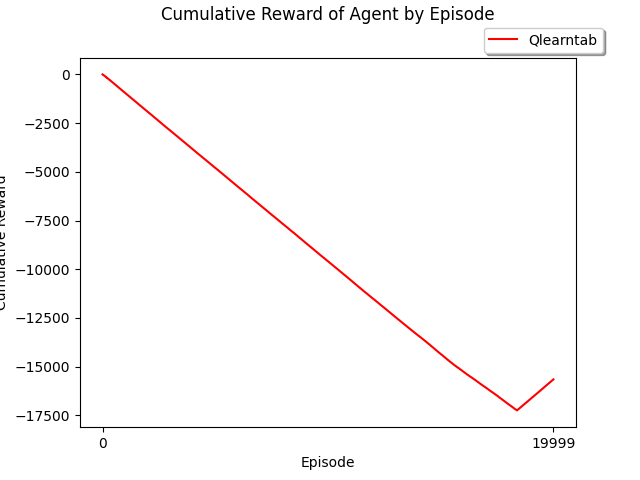 Cumulative Reward of Agent by Episode
Qlearntab
0
−2500
−5000
−7500
−10000
−12500
−15000
−17500
Cumulative Reward
0 19999
Episode